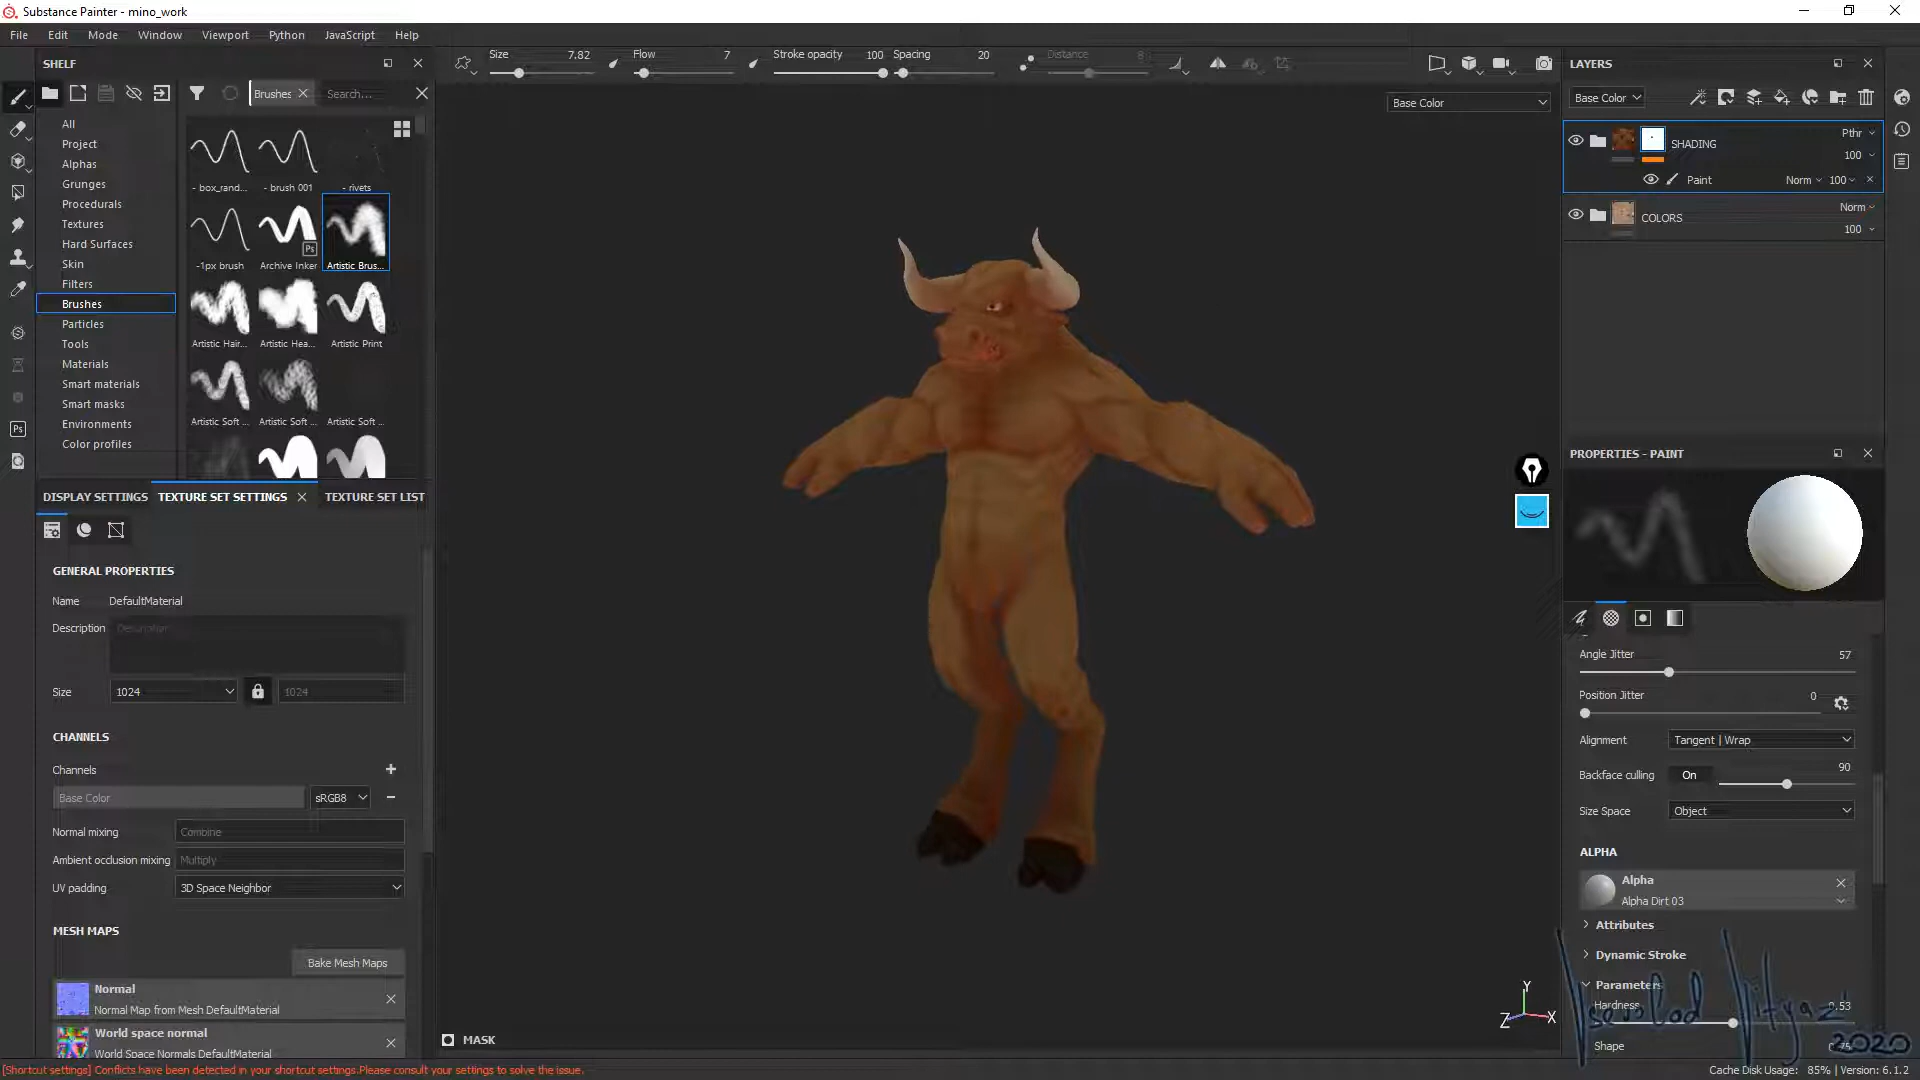 Substance Painter - mino_work
File Edit Mode Window Viewport Python JavaScript Help
SHELF
Size 7.82 Flow 7 Stroke opacity 100 Spacing 20 Distance 8
LAYERS
Brushes Search...
Base Color
Base Color
All
Project
Alphas
Grunges
Procedurals
Textures
Hard Surfaces
Skin
Filters
Brushes
Particles
Tools
Materials
Smart materials
Smart masks
Environments
Color profiles
- box_rand... - brush 001 - rivets
-1px brush Archive Inker Artistic Brus...
Artistic Hair... Artistic Hea... Artistic Print
Artistic Soft ... Artistic Soft ... Artistic Soft ...
Ps
Ps
SHADING Pthr
100
Paint Norm 100
COLORS Norm
100
DISPLAY SETTINGS TEXTURE SET SETTINGS TEXTURE SET LIST
GENERAL PROPERTIES
Name DefaultMaterial
Description Description
Size 1024 1024
CHANNELS
Channels
Base Color sRGB8
Normal mixing Combine
Ambient occlusion mixing Multiply
UV padding 3D Space Neighbor
MESH MAPS
Bake Mesh Maps
Normal
Normal Map from Mesh DefaultMaterial
World space normal
World Space Normals DefaultMaterial
MASK
Y
Z X
PROPERTIES - PAINT
Angle Jitter 57
Position Jitter 0
Alignment Tangent | Wrap
Backface culling On 90
Size Space Object
ALPHA
Alpha
Alpha Dirt 03
Attributes
Dynamic Stroke
Parameters
Hardness 0.53
Shape
2020
[Shortcut settings] Conflicts have been detected in your shortcut settings.Please consult your settings to solve the issue.
Cache Disk Usage: 85% | Version: 6.1.2